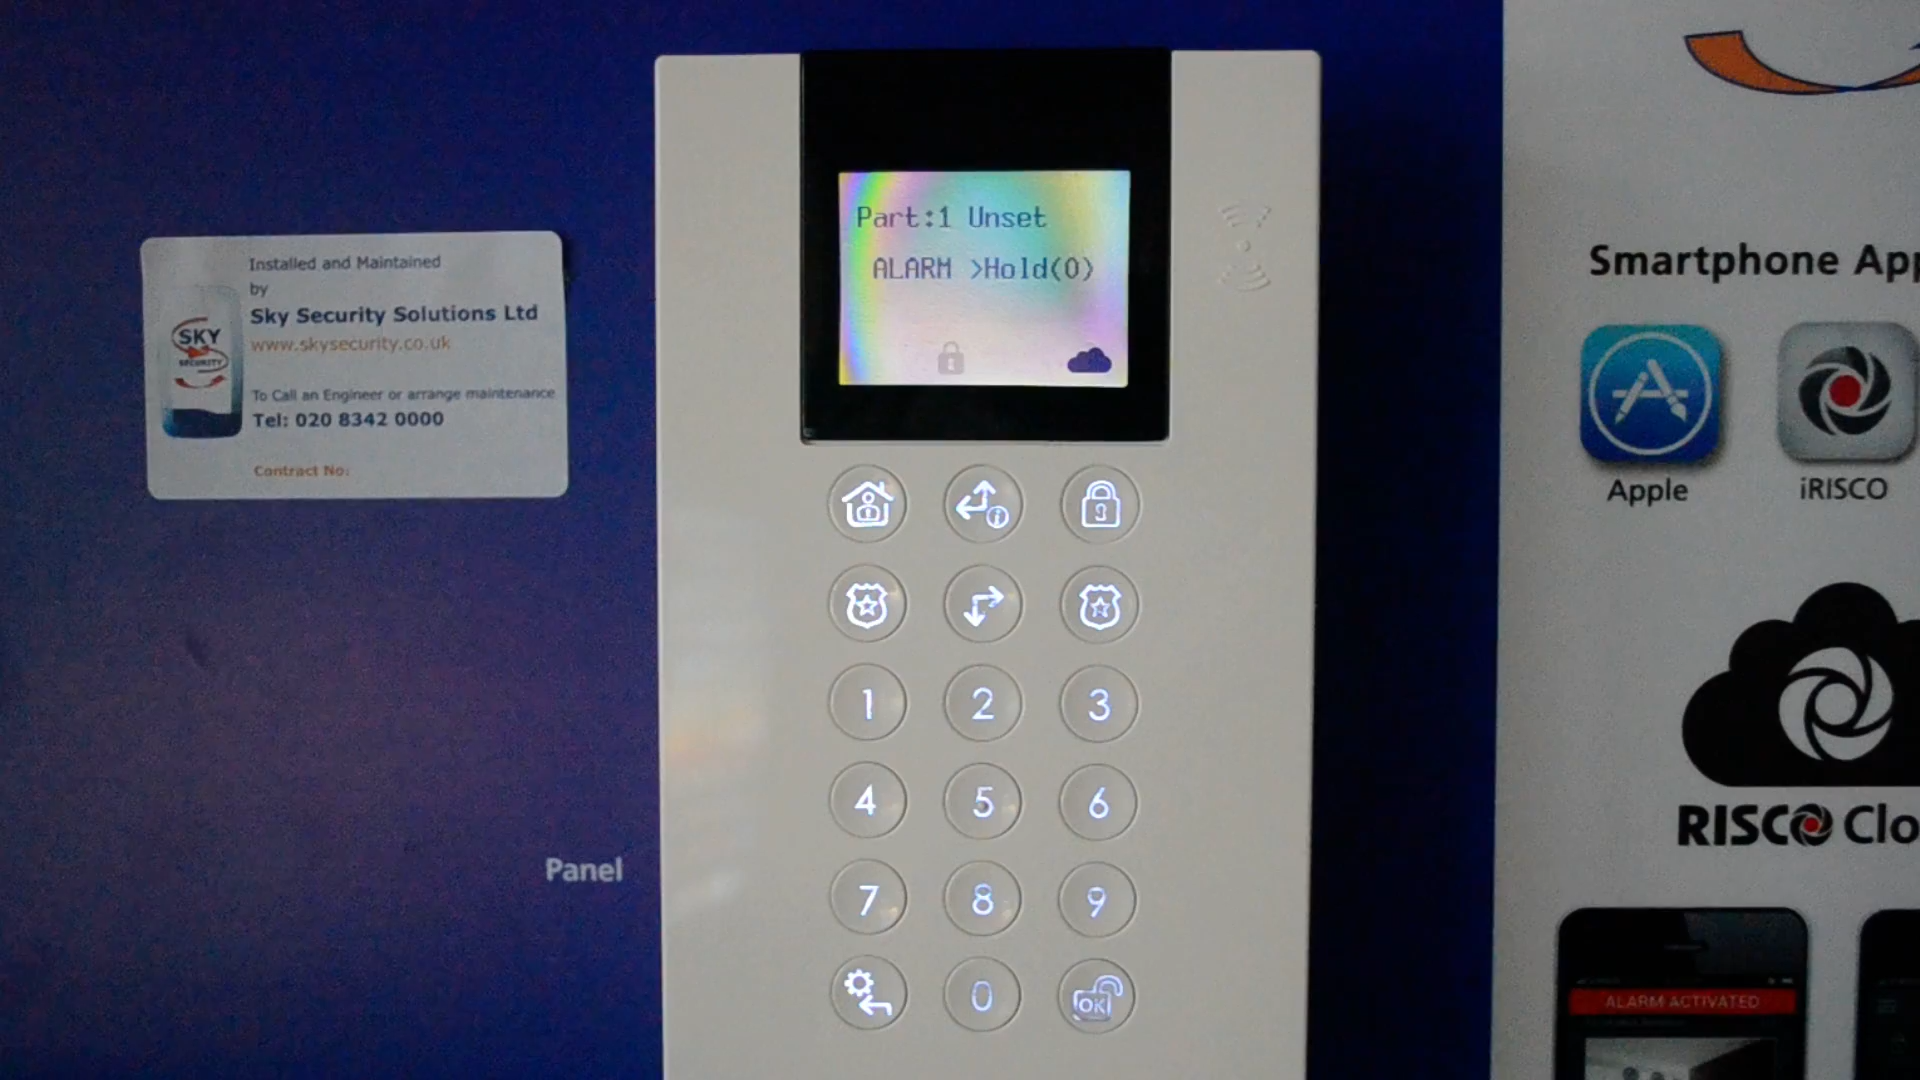 Installed and Maintained
by
Sky Security Solutions Ltd
www.skysecurity.co.uk
SKY
SECURITY
To Call an Engineer or arrange maintenance
Tel: 020 8342 0000
Contract No:
Panel
Part:1 Unset
ALARM >Hold(0)
1 2 3
4 5 6
7 8 9
0 OK
Smartphone App
Apple iRISCO
RISCO Clo
ALARM ACTIVATED